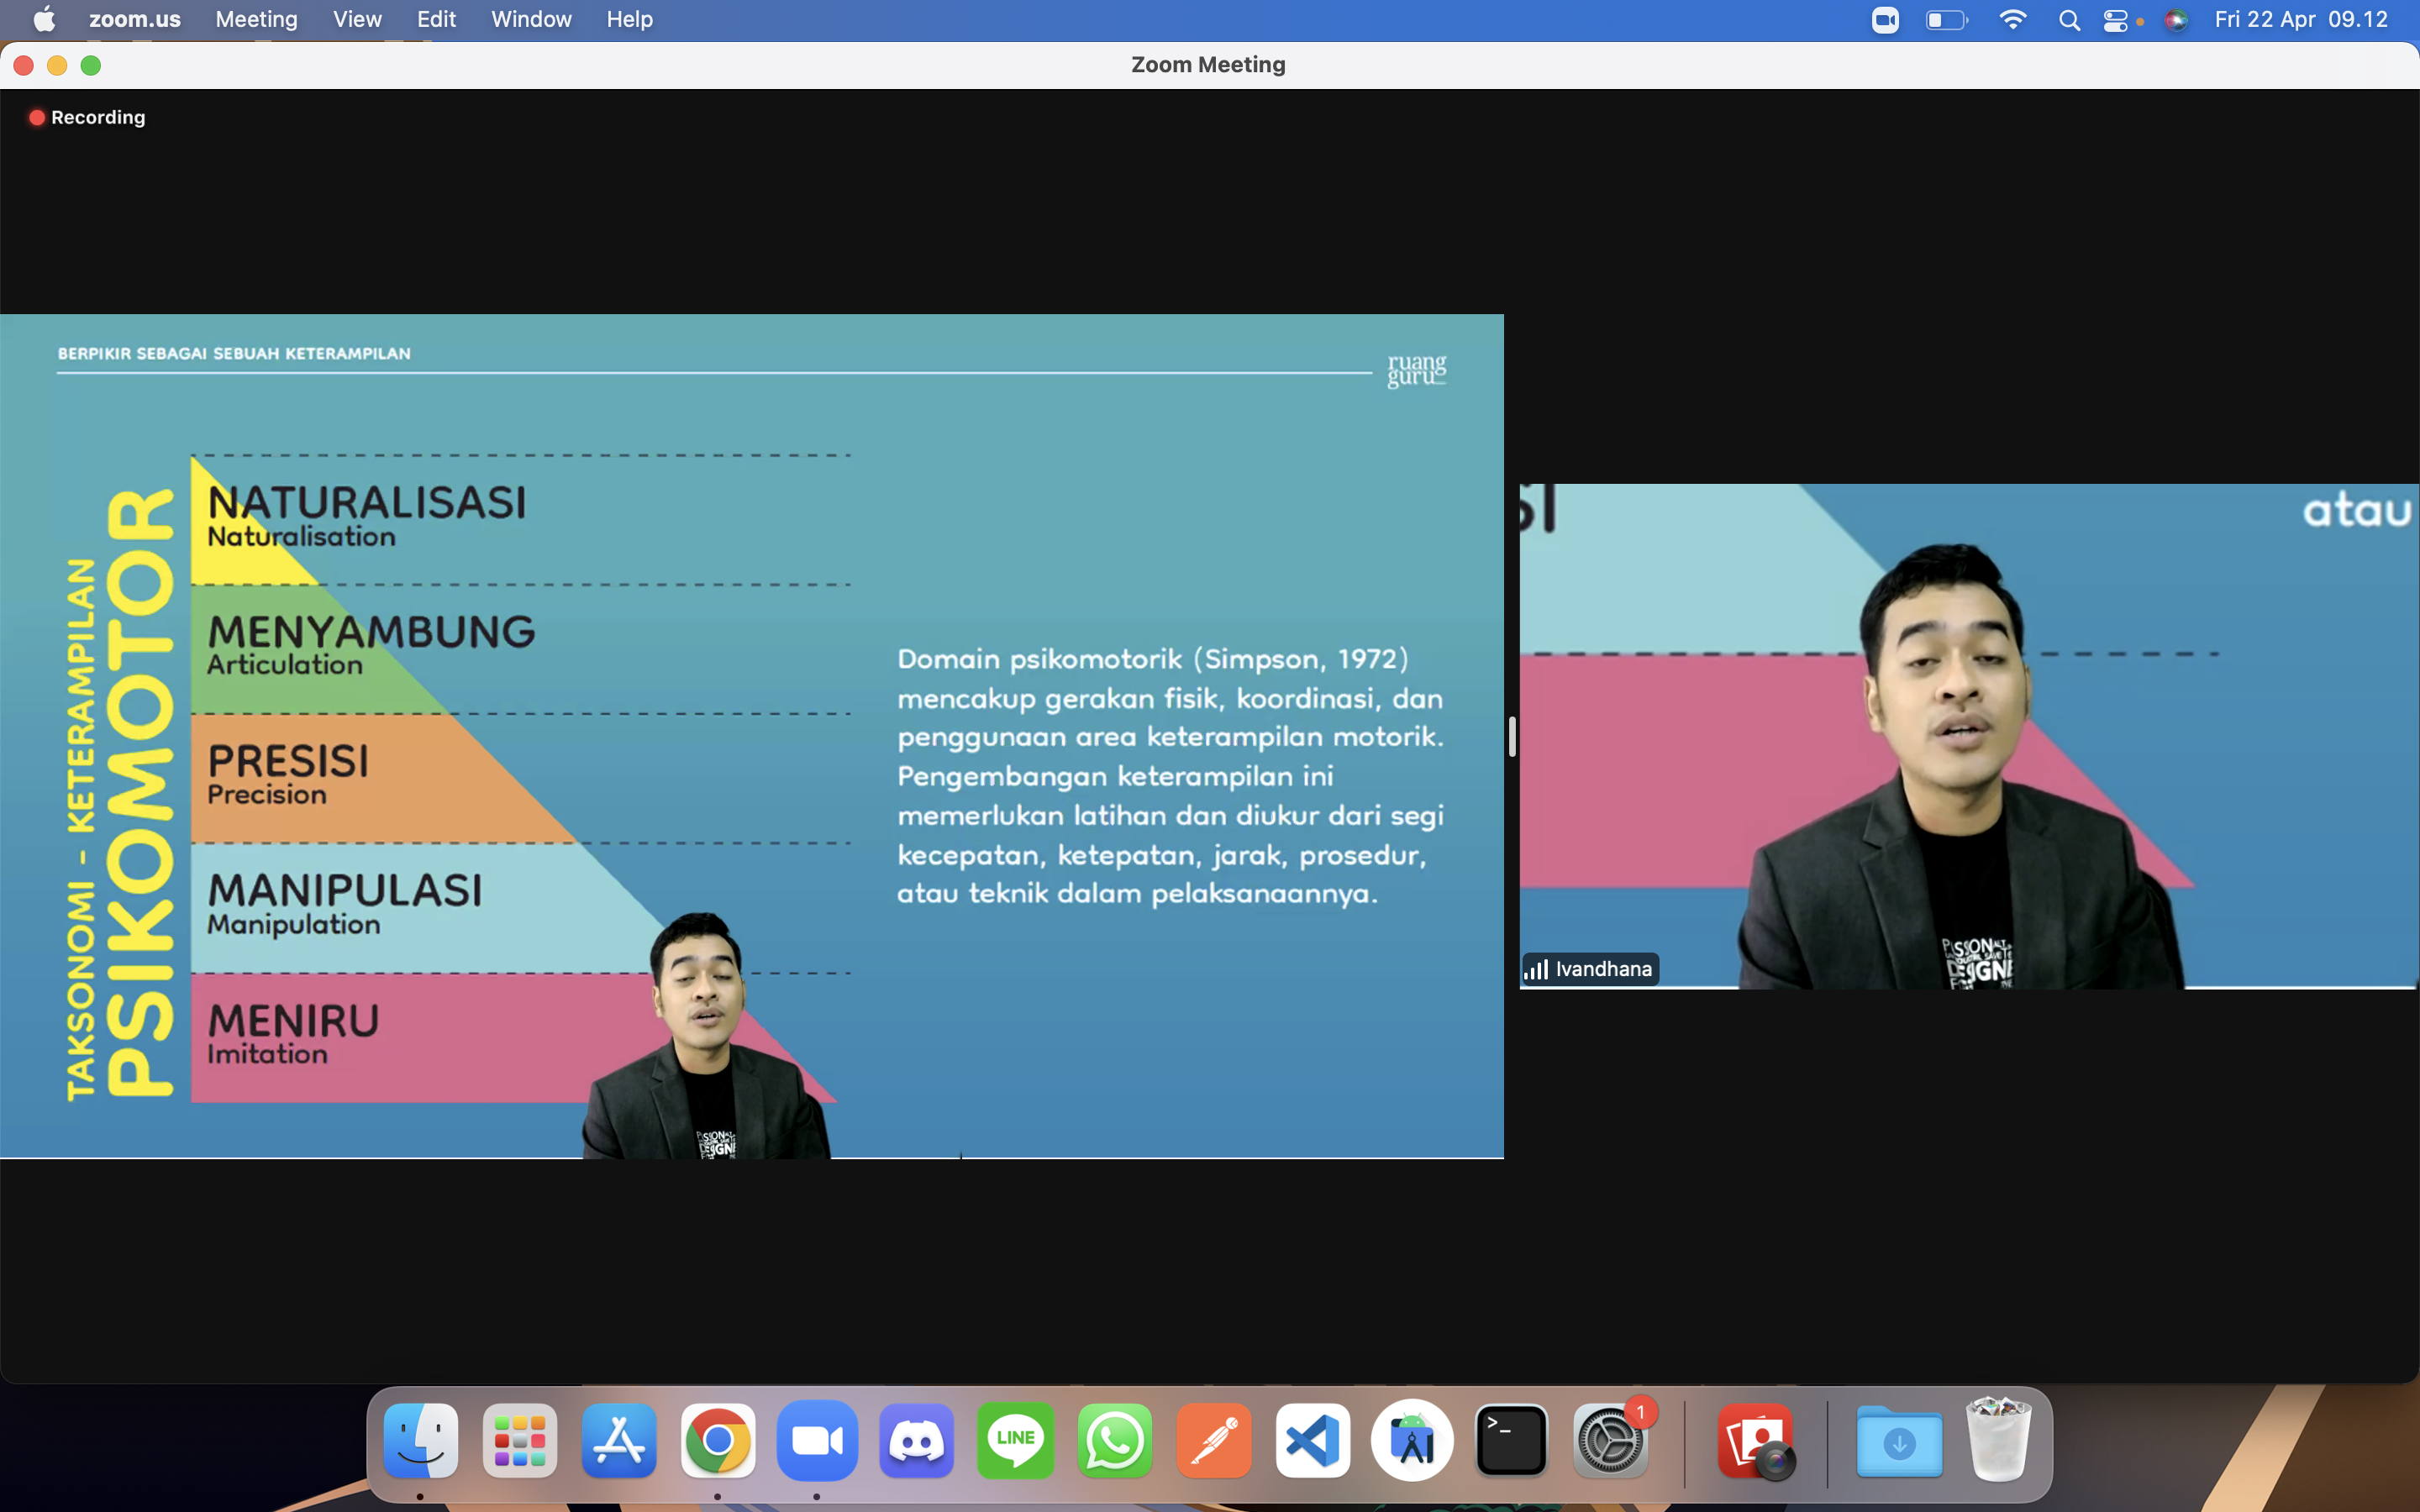 zoom.us Meeting View Edit Window Help Fri 22 Apr 09.12
Zoom Meeting
Recording
BERPIKIR SEBAGAI SEBUAH KETERAMPILAN
ruang
guru
TAKSONOMI - KETERAMPILAN
PSIKOMOTOR
NATURALISASI
Naturalisation
MENYAMBUNG
Articulation
PRESISI
Precision
MANIPULASI
Manipulation
MENIRU
Imitation
Domain psikomotorik (Simpson, 1972)
mencakup gerakan fisik, koordinasi, dan
penggunaan area keterampilan motorik.
Pengembangan keterampilan ini
memerlukan latihan dan diukur dari segi
kecepatan, ketepatan, jarak, prosedur,
atau teknik dalam pelaksanaannya.
SI
atau
Ivandhana
LINE
>_
1